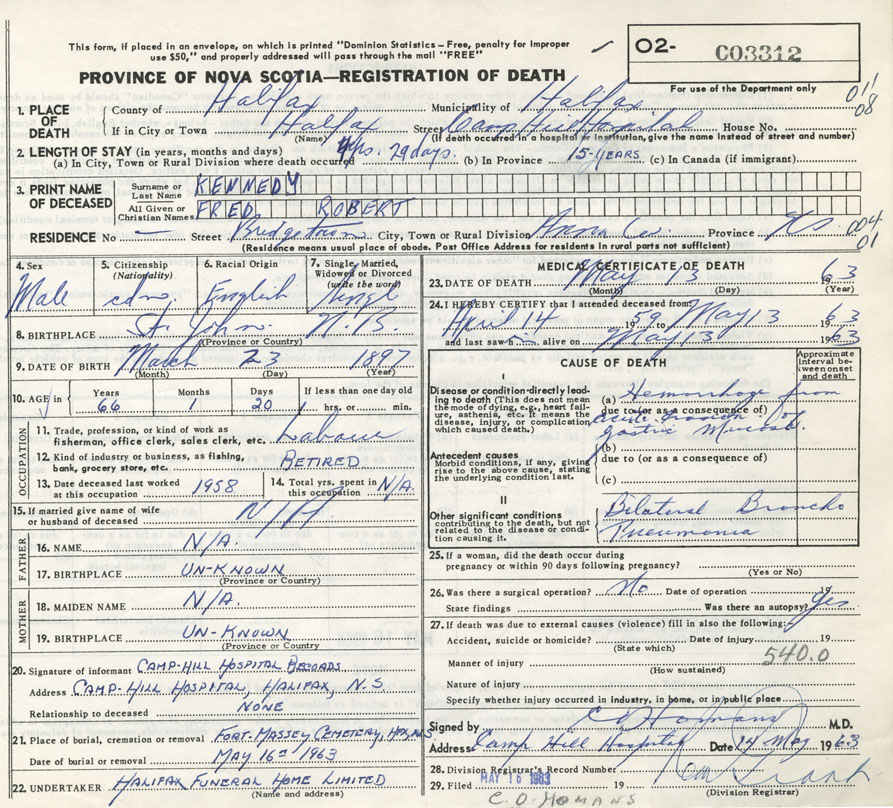 This form, if placed in an envelope, on which is printed "Dominion Statistics – Free, penalty for improper
use $50," and properly addressed will pass through the mail "FREE"
O2- C03312
PROVINCE OF NOVA SCOTIA—REGISTRATION OF DEATH
For use of the Department only
011
08
1. PLACE OF DEATH
County of Halifax Municipality of Halifax
If in City or Town Halifax Street Camp Hill Hospital House No.
(Name) (If death occurred in a hospital or institution, give the name instead of street and number)
2. LENGTH OF STAY (in years, months and days)
(a) In City, Town or Rural Division where death occurred 4 yrs. 29 days. (b) In Province 15-YEARS (c) In Canada (if immigrant)
3. PRINT NAME OF DECEASED
Surname or Last Name KENNEDY
All Given or Christian Names FRED ROBERT
004
01
RESIDENCE No — Street Bridgetown City, Town or Rural Division Anna Co. Province N.S.
(Residence means usual place of abode. Post Office Address for residents in rural parts not sufficient)
4. Sex
Male
5. Citizenship (Nationality)
cdn.
6. Racial Origin
English
7. Single, Married, Widowed or Divorced (write the word)
Single
8. BIRTHPLACE St. John N.B.
(Province or Country)
9. DATE OF BIRTH March 23 1897
(Month) (Day) (Year)
10. AGE in
Years Months Days If less than one day old
66 1 20 hrs. or min.
OCCUPATION
11. Trade, profession, or kind of work as fisherman, office clerk, sales clerk, etc. Labour
12. Kind of industry or business, as fishing, bank, grocery store, etc. RETIRED
13. Date deceased last worked at this occupation 1958
14. Total yrs. spent in this occupation N/A.
15. If married give name of wife or husband of deceased N/A
FATHER
16. NAME N/A.
17. BIRTHPLACE UN-KNOWN
(Province or Country)
MOTHER
18. MAIDEN NAME N/A.
19. BIRTHPLACE UN-KNOWN
(Province or Country
20. Signature of informant CAMP-HILL HOSPITAL RECORDS
Address CAMP-HILL HOSPITAL, HALIFAX, N.S
Relationship to deceased NONE
21. Place of burial, cremation or removal FORT MASSEY CEMETERY, HFX, N.S.
Date of burial or removal MAY 16TH 1963
22. UNDERTAKER HALIFAX FUNERAL HOME LIMITED
(Name and address)
MEDICAL CERTIFICATE OF DEATH
23. DATE OF DEATH May 13 63
(Month) (Day) (Year)
24. I HEREBY CERTIFY that I attended deceased from
April 14 1959 to May 13 1963
and last saw him alive on May 13 1963
CAUSE OF DEATH
Approximate interval between onset and death
I
Disease or condition directly leading to death (This does not mean the mode of dying, e.g., heart failure, asthenia, etc. It means the disease, injury, or complication which caused death.
(a) Hemorrhage from
due to (or as a consequence of)
acute erosion of
gastric Mucosa.
Antecedent causes
Morbid conditions, if any, giving rise to the above cause, stating the underlying condition last.
(b)
due to (or as a consequence of)
(c)
II
Other significant conditions
contributing to the death, but not related to the disease or condition causing it.
Bilateral Broncho
Pneumonia
25. If a woman, did the death occur during
pregnancy or within 90 days following pregnancy?
(Yes or No)
26. Was there a surgical operation? No Date of operation 19
State findings Was there an autopsy? Yes
27. If death was due to external causes (violence) fill in also the following:
Accident, suicide or homicide? Date of injury 19
(State which)
540.0
Manner of injury
(How sustained)
Nature of injury
Specify whether injury occurred in industry, in home, or in public place
Signed by C O Homans M.D.
Address Camp Hill Hospital Date 14 May 1963
28. Division Registrar's Record Number
MAY 16 1963
29. Filed 19
(Division Registrar)
C. O. HOMANS